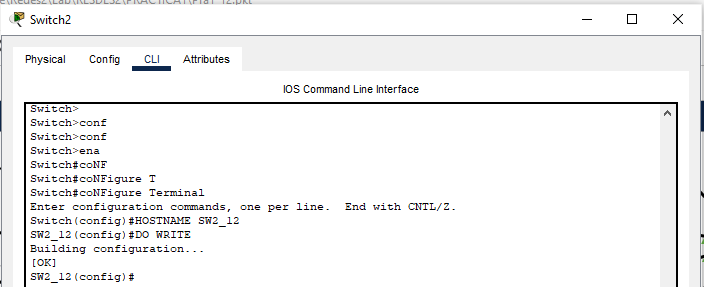 Switch2
Physical Config CLI Attributes
IOS Command Line Interface
Switch>
Switch>conf
Switch>conf
Switch>ena
Switch#coNF
Switch#coNFigure T
Switch#coNFigure Terminal
Enter configuration commands, one per line.  End with CNTL/Z.
Switch(config)#HOSTNAME SW2_12
SW2_12(config)#DO WRITE
Building configuration...
[OK]
SW2_12(config)#